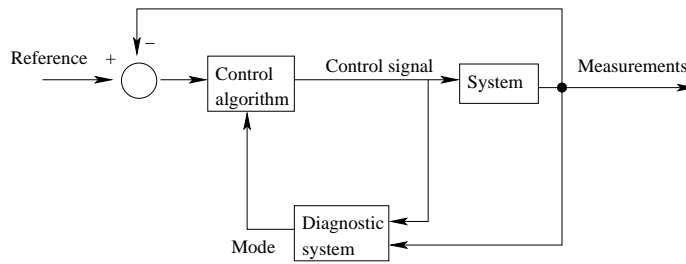 −
Reference
+
Control
algorithm
Control signal
System
Measurements
Mode
Diagnostic
system